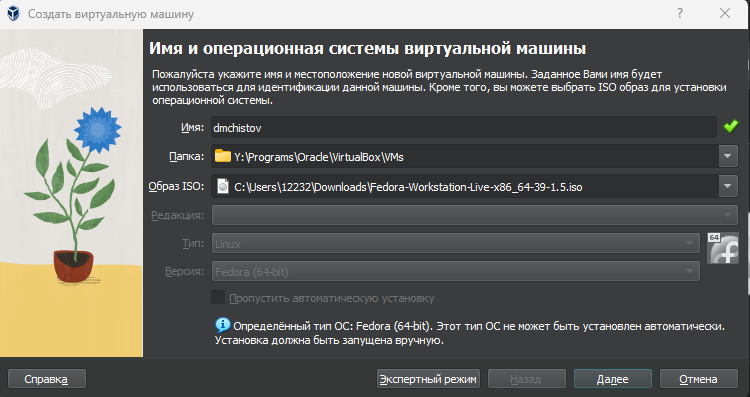 Создать виртуальную машину
Имя и операционная системы виртуальной машины
Пожалуйста укажите имя и местоположение новой виртуальной машины. Заданное Вами имя будет
использоваться для идентификации данной машины. Кроме того, вы можете выбрать ISO образ для установки
операционной системы.
Имя: dmchistov
Папка: Y:\Programs\Oracle\VirtualBox\VMs
Образ ISO: C:\Users\12232\Downloads\Fedora-Workstation-Live-x86_64-39-1.5.iso
Редакция:
Тип: Linux
64
Версия: Fedora (64-bit)
Пропустить автоматическую установку
Определённый тип ОС: Fedora (64-bit). Этот тип ОС не может быть установлен автоматически.
Установка должна быть запущена вручную.
Справка Экспертный режим Назад Далее Отмена